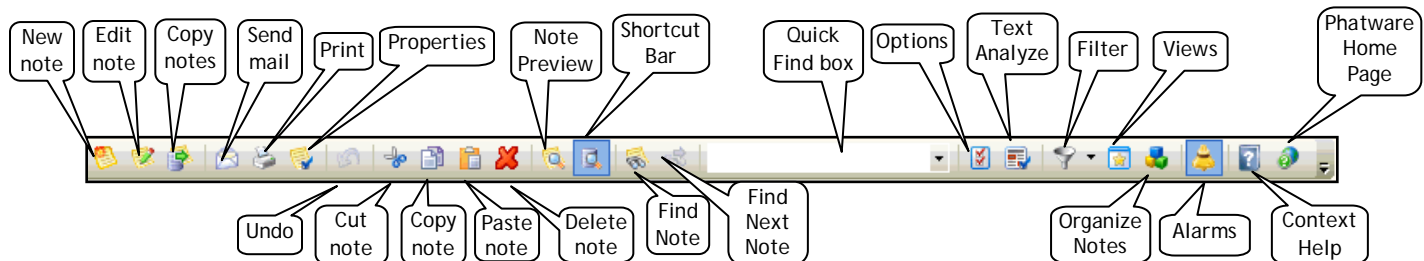 New
note
Edit
note
Copy
notes
Send
mail
Print
Properties
Note
Preview
Shortcut
Bar
Quick
Find box
Options
Text
Analyze
Filter
Views
Phatware
Home
Page
Undo
Cut
note
Copy
note
Paste
note
Delete
note
Find
Note
Find
Next
Note
Organize
Notes
Alarms
Context
Help